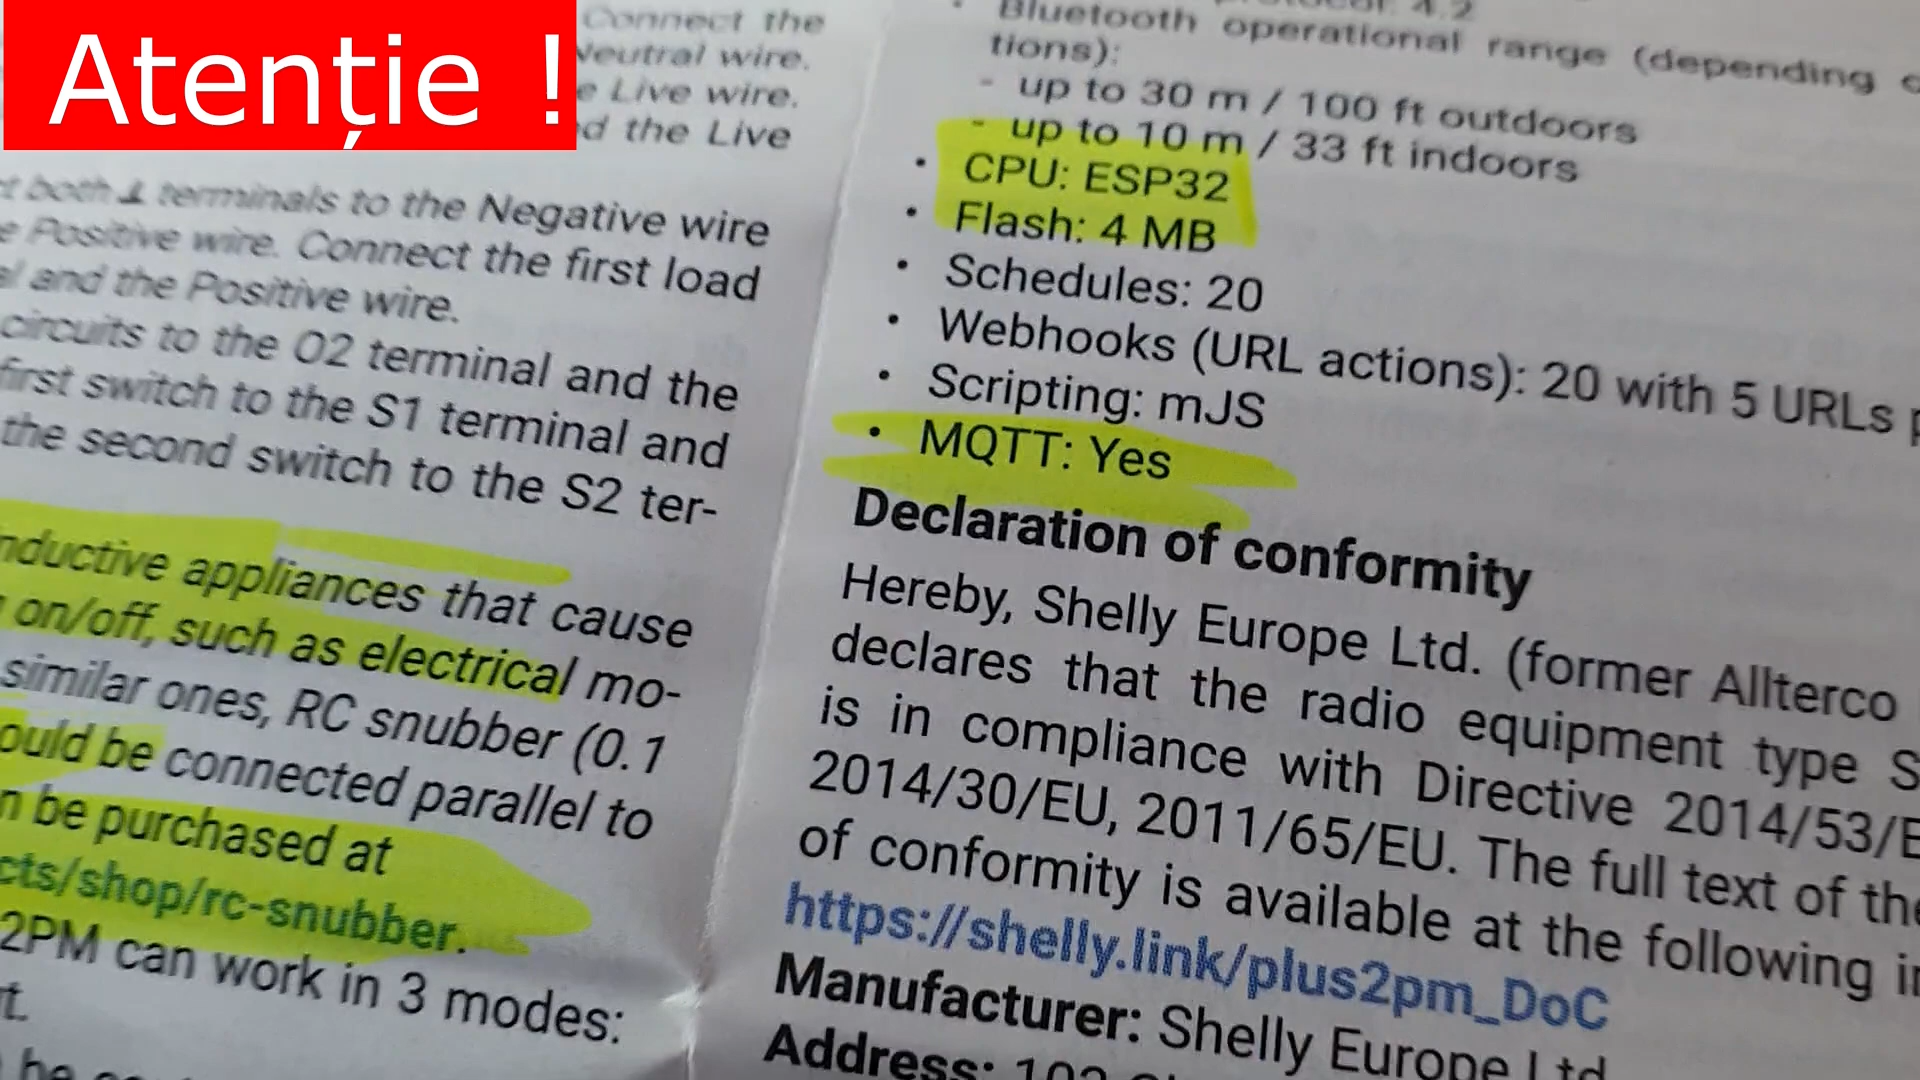 Atenție !
Connect the
Neutral wire.
Live wire.
the Live
both terminals to the Negative wire
Positive wire. Connect the first load
and the Positive wire.
circuits to the O2 terminal and the
first switch to the S1 terminal and
the second switch to the S2 ter-
appliances that cause
on/off, such as electrical mo-
similar ones, RC snubber (0.1
be connected parallel to
be purchased at
/shop/rc-snubber.
2PM can work in 3 modes:
4.2
Bluetooth operational range (depending
tions):
- up to 30 m / 100 ft outdoors
- up to 10 m / 33 ft indoors
• CPU: ESP32
• Flash: 4 MB
• Schedules: 20
• Webhooks (URL actions): 20 with 5 URLs
• Scripting: mJS
• MQTT: Yes
Declaration of conformity
Hereby, Shelly Europe Ltd. (former Allterco
declares that the radio equipment type
is in compliance with Directive 2014/53/
2014/30/EU, 2011/65/EU. The full text of the
of conformity is available at the following
https://shelly.link/plus2pm_DoC
Manufacturer: Shelly Europe Ltd.
Address: